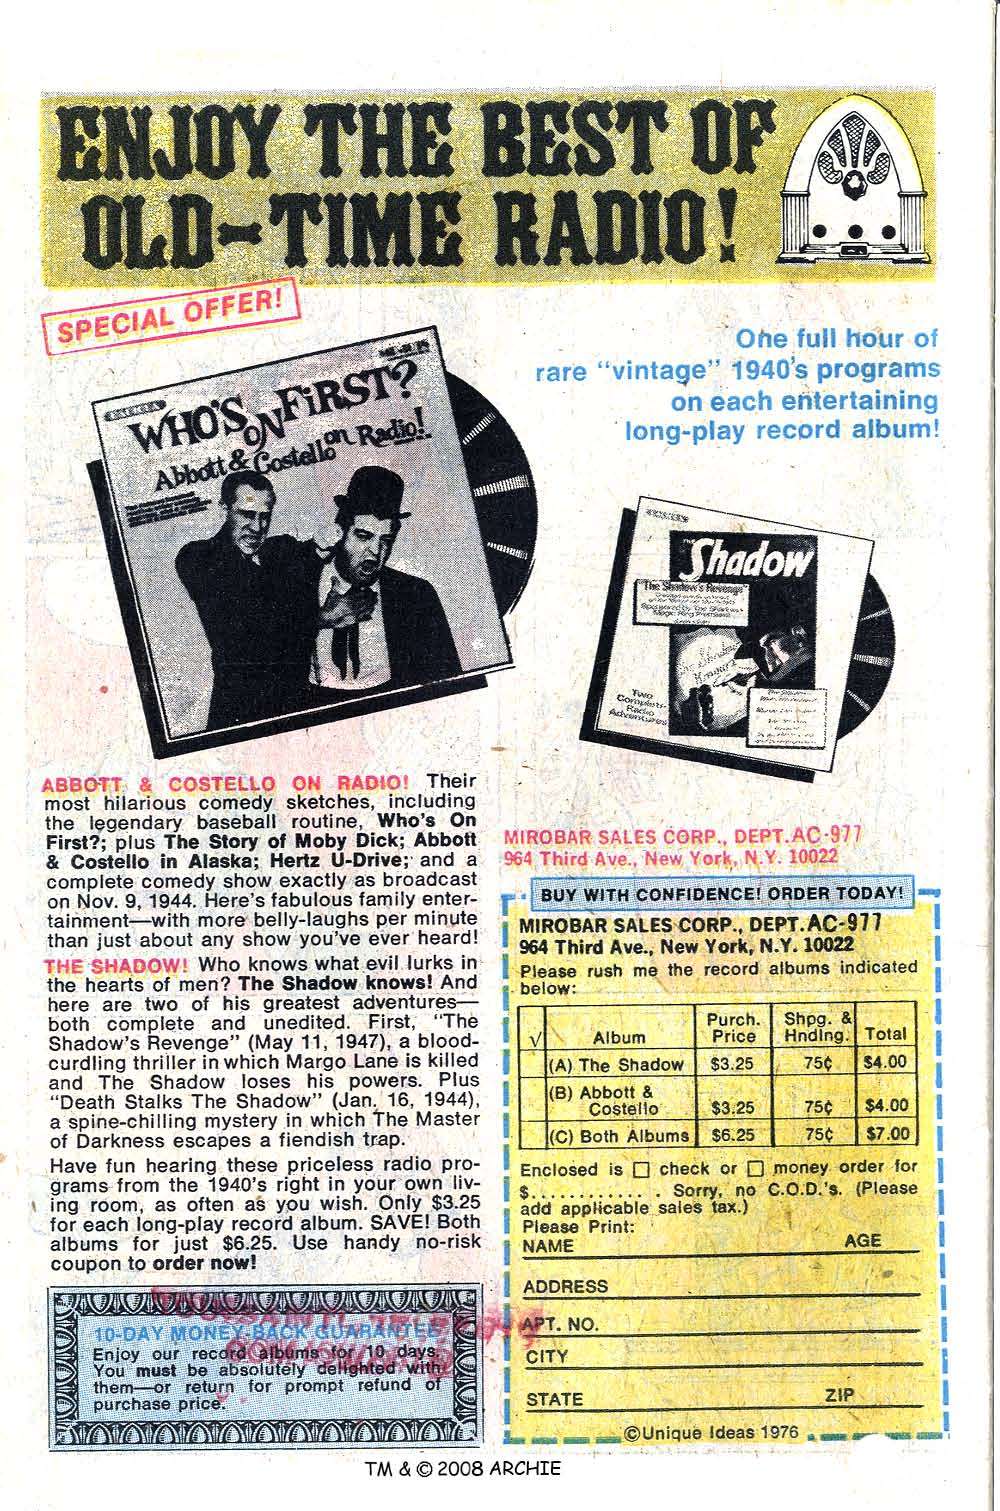 ENJOY THE BEST OF
OLD-TIME RADIO!
SPECIAL OFFER!
One full hour of
rare "vintage" 1940's programs
on each entertaining
long-play record album!
WHO'S
ON FiRST?
Abbott & Costello on Radio!
The Shadow
"The Shadow's Revenge"
Two
Complete
Radio
Adventures
ABBOTT & COSTELLO ON RADIO! Their
most hilarious comedy sketches, including
the legendary baseball routine, Who's On
First?; plus The Story of Moby Dick; Abbott
& Costello in Alaska; Hertz U-Drive; and a
complete comedy show exactly as broadcast
on Nov. 9, 1944. Here's fabulous family enter-
tainment—with more belly-laughs per minute
than just about any show you've ever heard!
THE SHADOW! Who knows what evil lurks in
the hearts of men? The Shadow knows! And
here are two of his greatest adventures—
both complete and unedited. First, "The
Shadow's Revenge" (May 11, 1947), a blood-
curdling thriller in which Margo Lane is killed
and The Shadow loses his powers. Plus
"Death Stalks The Shadow" (Jan. 16, 1944),
a spine-chilling mystery in which The Master
of Darkness escapes a fiendish trap.
Have fun hearing these priceless radio pro-
grams from the 1940's right in your own liv-
ing room, as often as you wish. Only $3.25
for each long-play record album. SAVE! Both
albums for just $6.25. Use handy no-risk
coupon to order now!
10-DAY MONEY-BACK GUARANTEE
Enjoy our record albums for 10 days.
You must be absolutely delighted with
them—or return for prompt refund of
purchase price.
MIROBAR SALES CORP., DEPT. AC-977
964 Third Ave., New York, N.Y. 10022
BUY WITH CONFIDENCE! ORDER TODAY!
MIROBAR SALES CORP., DEPT. AC-977
964 Third Ave., New York, N.Y. 10022
Please rush me the record albums indicated
below:
√ Album Purch. Price Shpg. & Hndlng. Total
(A) The Shadow $3.25 75¢ $4.00
(B) Abbott & Costello $3.25 75¢ $4.00
(C) Both Albums $6.25 75¢ $7.00
Enclosed is □ check or □ money order for
$............. Sorry, no C.O.D.'s. (Please
add applicable sales tax.)
Please Print:
NAME AGE
ADDRESS
APT. NO.
CITY
STATE ZIP
©Unique Ideas 1976
TM & © 2008 ARCHIE